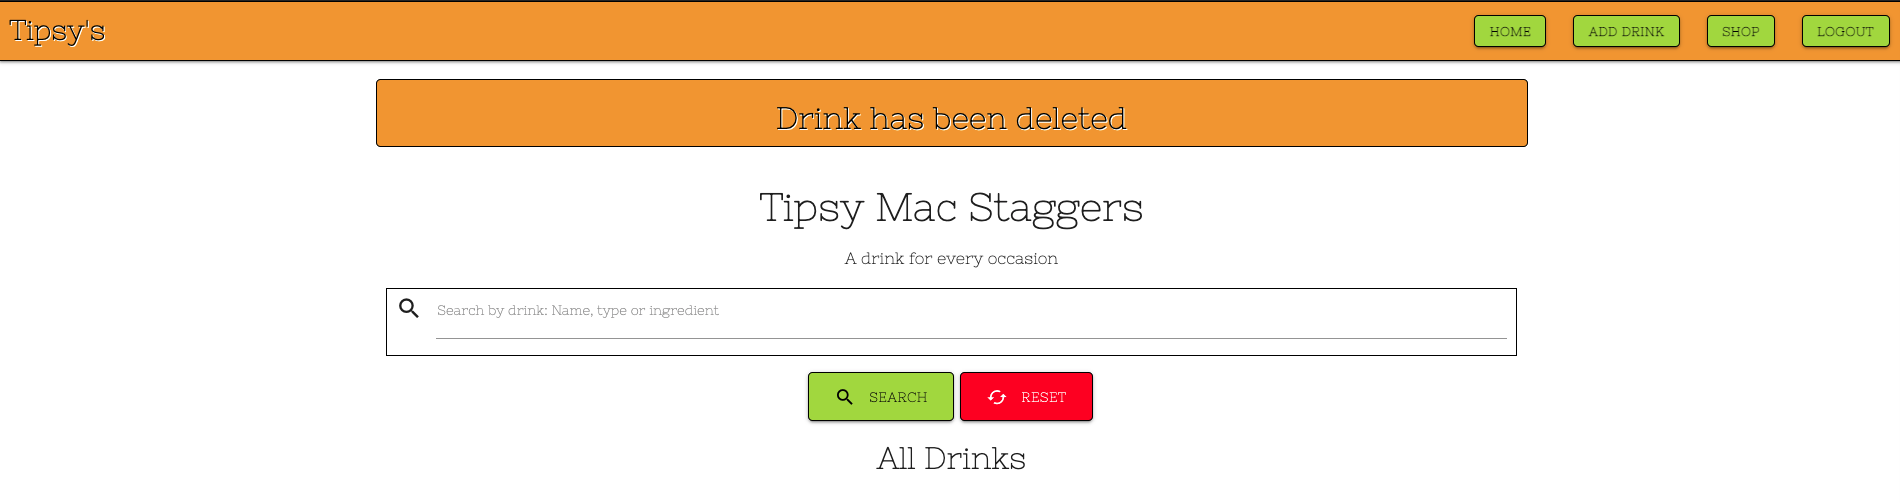 Tipsy's HOME ADD DRINK SHOP LOGOUT
Drink has been deleted
Tipsy Mac Staggers
A drink for every occasion
Search by drink: Name, type or ingredient
SEARCH RESET
All Drinks